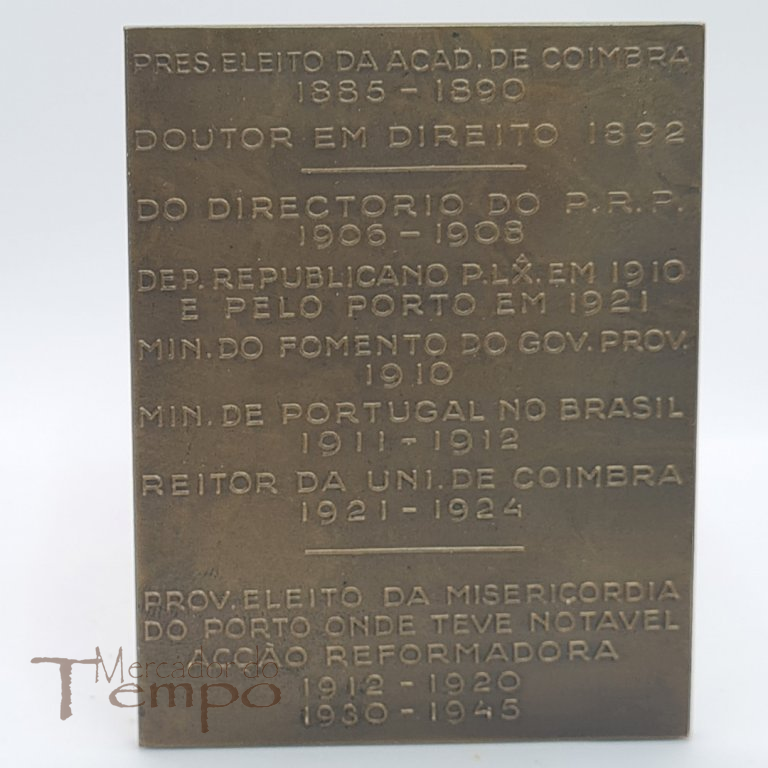 PRES. ELEITO DA ACAD. DE COIMBRA
1885 – 1890
DOUTOR EM DIREITO 1892
DO DIRECTORIO DO P.R.P.
1906 – 1908
DEP. REPUBLICANO P. LX̂. EM 1910
E PELO PORTO EM 1921
MIN. DO FOMENTO DO GOV. PROV.
1910
MIN. DE PORTUGAL NO BRASIL
1911 – 1912
REITOR DA UNI. DE COIMBRA
1921 – 1924
PROV. ELEITO DA MISERICORDIA
DO PORTO ONDE TEVE NOTAVEL
ACCÃO REFORMADORA
1912 – 1920
1930 – 1945
Mercador do
Tempo